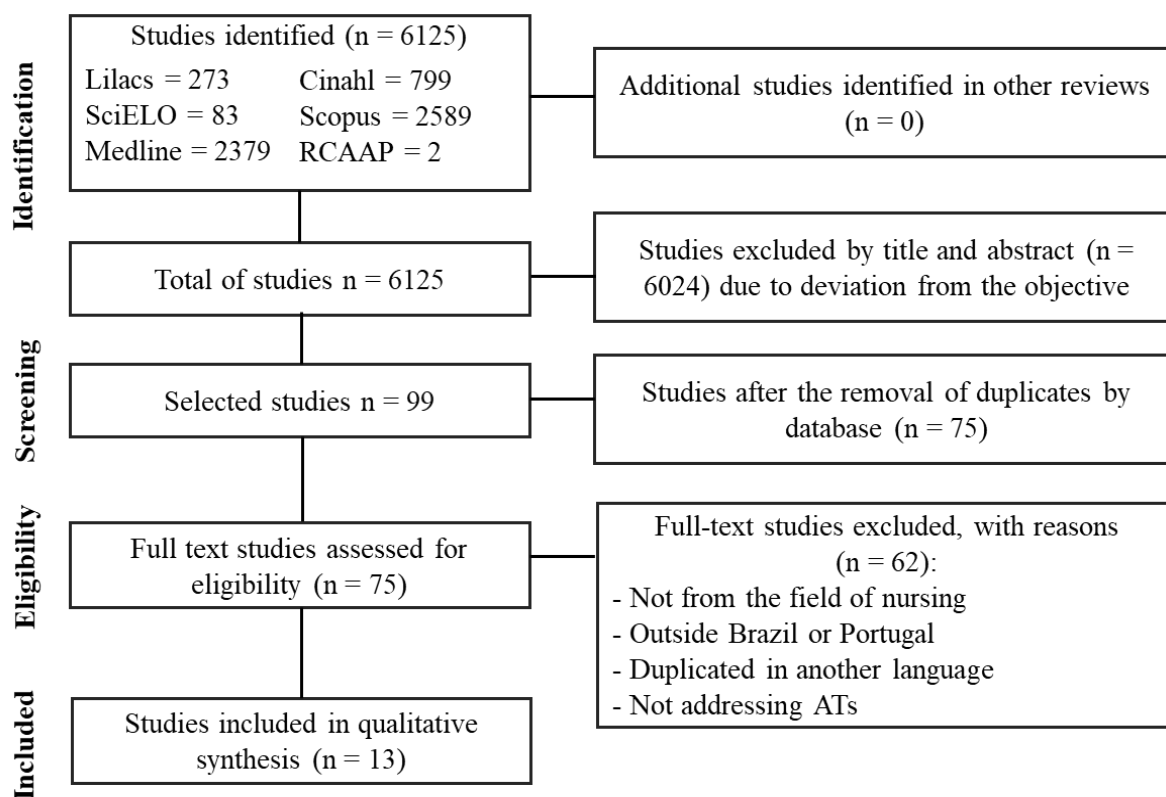 Identification
Studies identified (n = 6125)
Lilacs = 273 Cinahl = 799
SciELO = 83 Scopus = 2589
Medline = 2379 RCAAP = 2
Additional studies identified in other reviews
(n = 0)
Total of studies n = 6125
Studies excluded by title and abstract (n =
6024) due to deviation from the objective
Screening
Selected studies n = 99
Studies after the removal of duplicates by
database (n = 75)
Eligibility
Full text studies assessed for
eligibility (n = 75)
Full-text studies excluded, with reasons
(n = 62):
- Not from the field of nursing
- Outside Brazil or Portugal
- Duplicated in another language
- Not addressing ATs
Included
Studies included in qualitative
synthesis (n = 13)